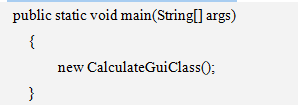 public static void main(String[] args)
{
new CalculateGuiClass();
}